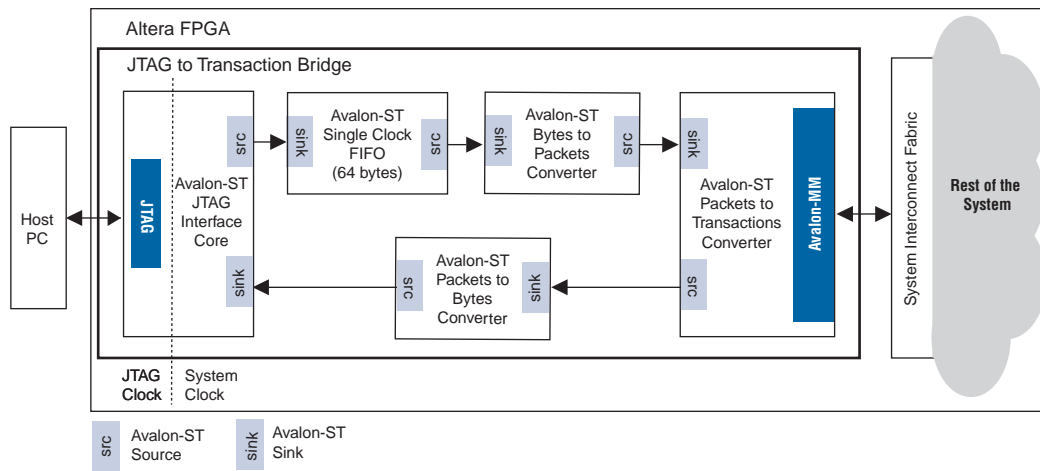 Altera FPGA
JTAG to Transaction Bridge
Host
PC
JTAG
Avalon-ST
JTAG
Interface
Core
src
sink
sink
Avalon-ST
Single Clock
FIFO
(64 bytes)
src
sink
Avalon-ST
Bytes to
Packets
Converter
src
sink
Avalon-ST
Packets to
Transactions
Converter
src
Avalon-MM
src
Avalon-ST
Packets to
Bytes
Converter
sink
System Interconnect Fabric
Rest of the
System
JTAG
Clock
System
Clock
src
Avalon-ST
Source
sink
Avalon-ST
Sink